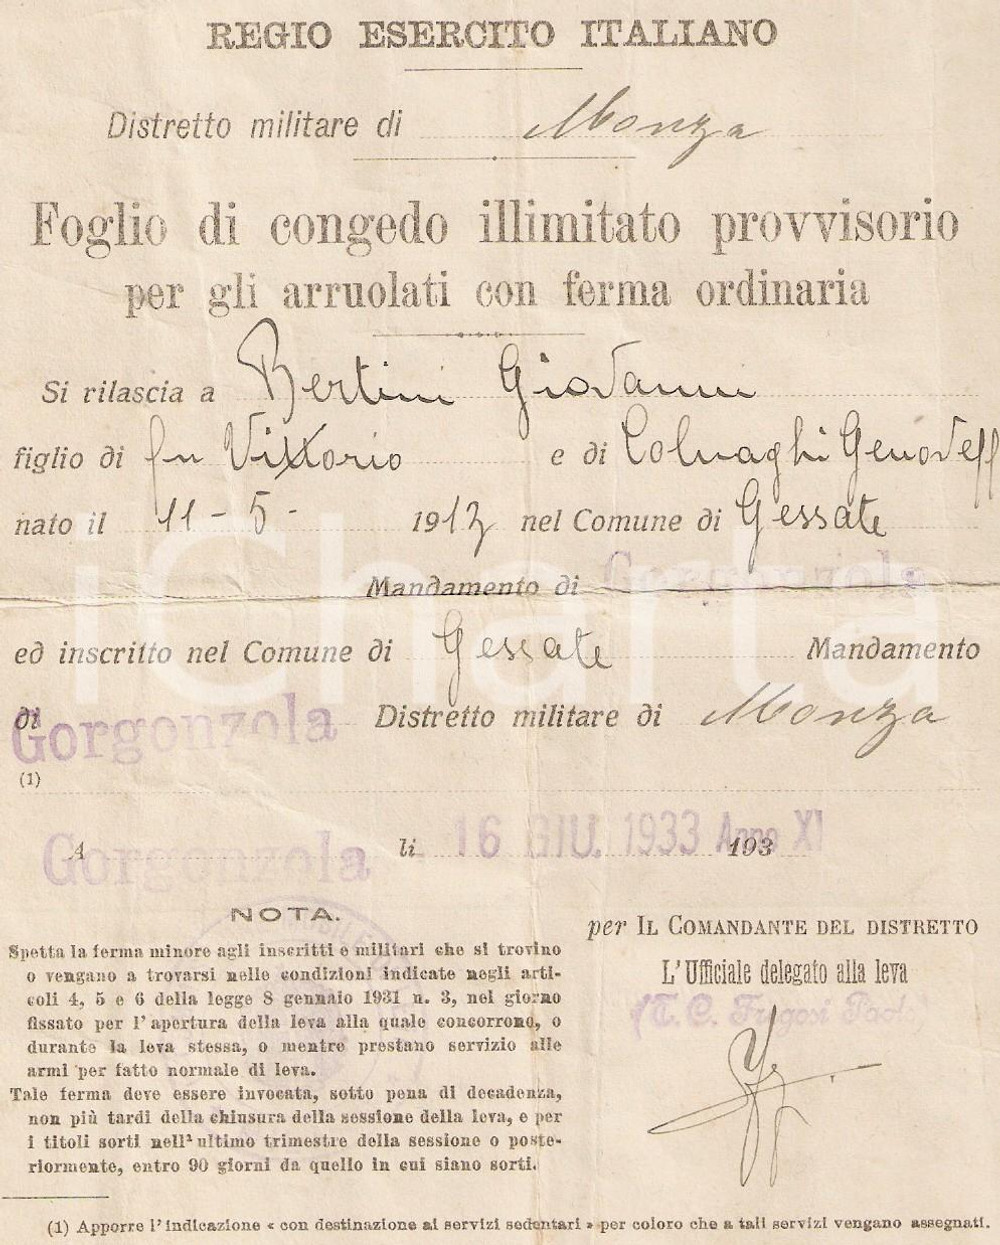 REGIO ESERCITO ITALIANO
Distretto militare di Monza
Foglio di congedo illimitato provvisorio
per gli arruolati con ferma ordinaria
Si rilascia a Bertini Giovanni
figlio di fu Vittorio e di Colnaghi Genoveff
nato il 11 - 5 - 1913 nel Comune di Gessate
Mandamento di Gorgonzola
iCharta
ed inscritto nel Comune di Gessate Mandamento
di Gorgonzola Distretto militare di Monza
(1)
A Gorgonzola li 16 GIU. 1933 Anno XI 193
NOTA.
Spetta la ferma minore agli inscritti e militari che si trovino
o vengano a trovarsi nelle condizioni indicate negli arti-
coli 4, 5 e 6 della legge 8 gennaio 1931 n. 3, nel giorno
fissato per l'apertura della leva alla quale concorrono, o
durante la leva stessa, o mentre prestano servizio alle
armi per fatto normale di leva.
Tale ferma deve essere invocata, sotto pena di decadenza,
non più tardi della chiusura della sessione della leva, e per
i titoli sorti nell'ultimo trimestre della sessione o poste-
riormente, entro 90 giorni da quello in cui siano sorti.
per IL COMANDANTE DEL DISTRETTO
L'Ufficiale delegato alla leva
(T. C. Fregosi Paolo)
(1) Apporre l'indicazione « con destinazione ai servizi sedentari » per coloro che a tali servizi vengano assegnati.